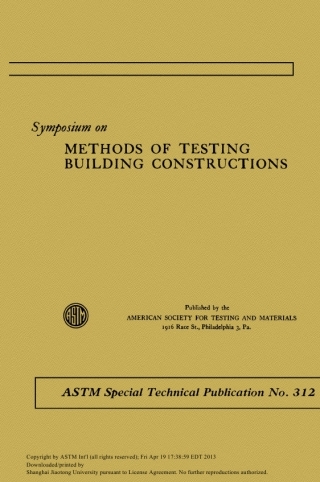 Symposium on
METHODS OF TESTING
BUILDING CONSTRUCTIONS
ASTM
Published by the
AMERICAN SOCIETY FOR TESTING AND MATERIALS
1916 Race St., Philadelphia 3, Pa.
ASTM Special Technical Publication No. 312
Copyright by ASTM Int'l (all rights reserved); Fri Apr 19 17:38:59 EDT 2013
Downloaded/printed by
Shanghai Jiaotong University pursuant to License Agreement. No further reproductions authorized.